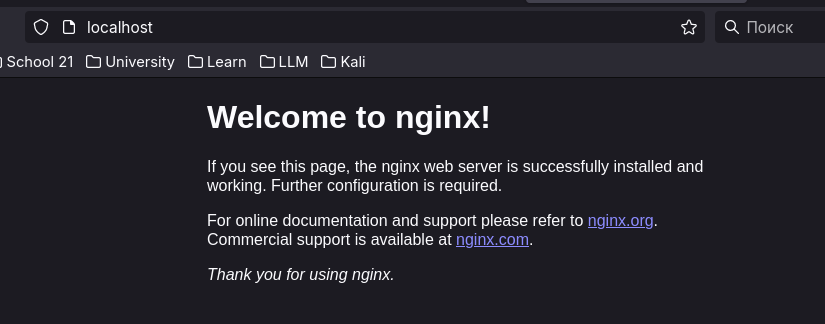 localhost
Поиск
School 21 University Learn LLM Kali
Welcome to nginx!
If you see this page, the nginx web server is successfully installed and
working. Further configuration is required.
For online documentation and support please refer to nginx.org.
Commercial support is available at nginx.com.
Thank you for using nginx.